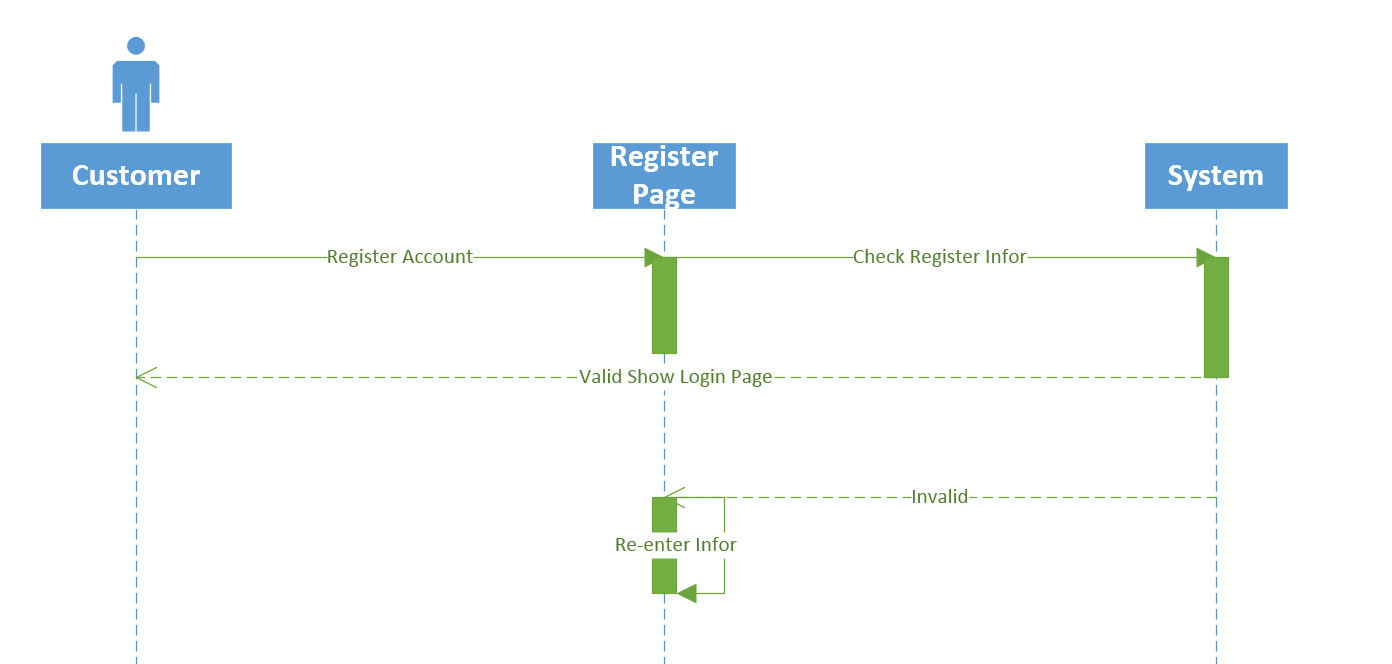 Customer
Register
Page
System
Register Account
Check Register Infor
Valid Show Login Page
Invalid
Re-enter Infor